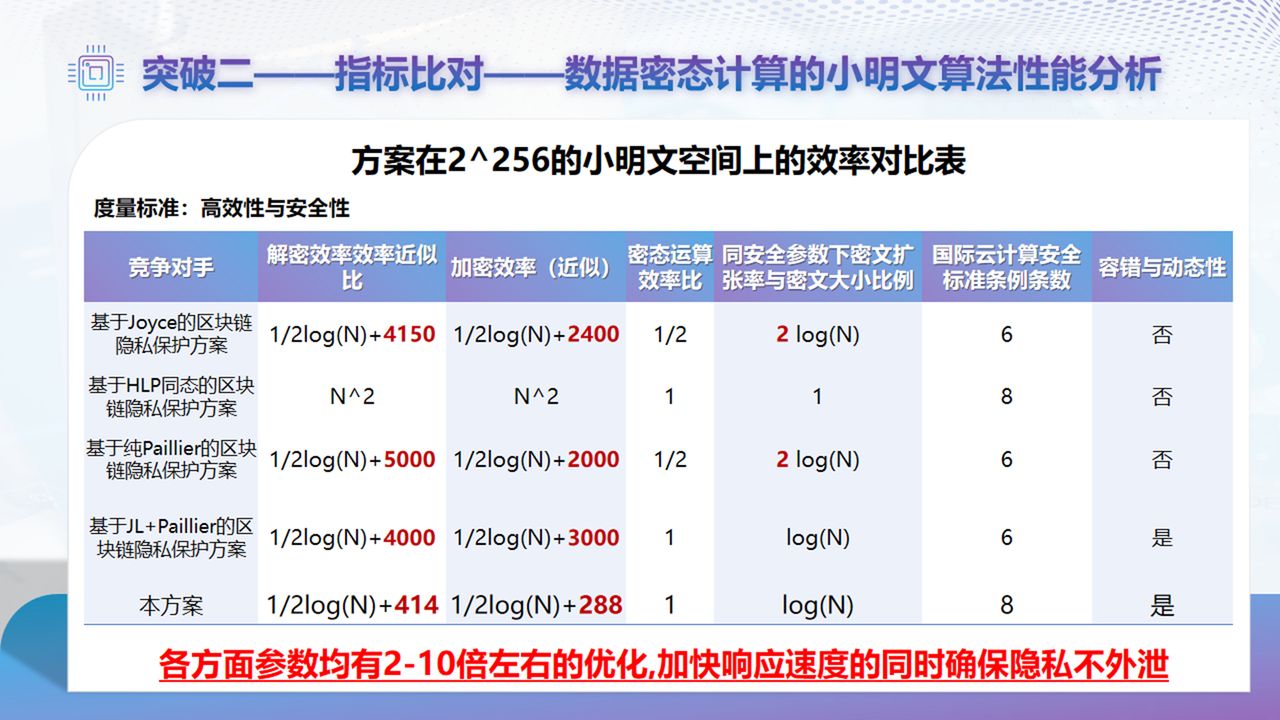 突破二——指标比对——数据密态计算的小明文算法性能分析
方案在2^256的小明文空间上的效率对比表
度量标准：高效性与安全性
竞争对手
解密效率效率近似
比
加密效率（近似）
密态运算
效率比
同安全参数下密文扩
张率与密文大小比例
国际云计算安全
标准条例条数
容错与动态性
基于Joyce的区块链
隐私保护方案
1/2log(N)+4150
1/2log(N)+2400
1/2
2 log(N)
6
否
基于HLP同态的区块
链隐私保护方案
N^2
N^2
1
1
8
否
基于纯Paillier的区块
链隐私保护方案
1/2log(N)+5000
1/2log(N)+2000
1/2
2 log(N)
6
否
基于JL+Paillier的区
块链隐私保护方案
1/2log(N)+4000
1/2log(N)+3000
1
log(N)
6
是
本方案
1/2log(N)+414
1/2log(N)+288
1
log(N)
8
是
各方面参数均有2-10倍左右的优化,加快响应速度的同时确保隐私不外泄